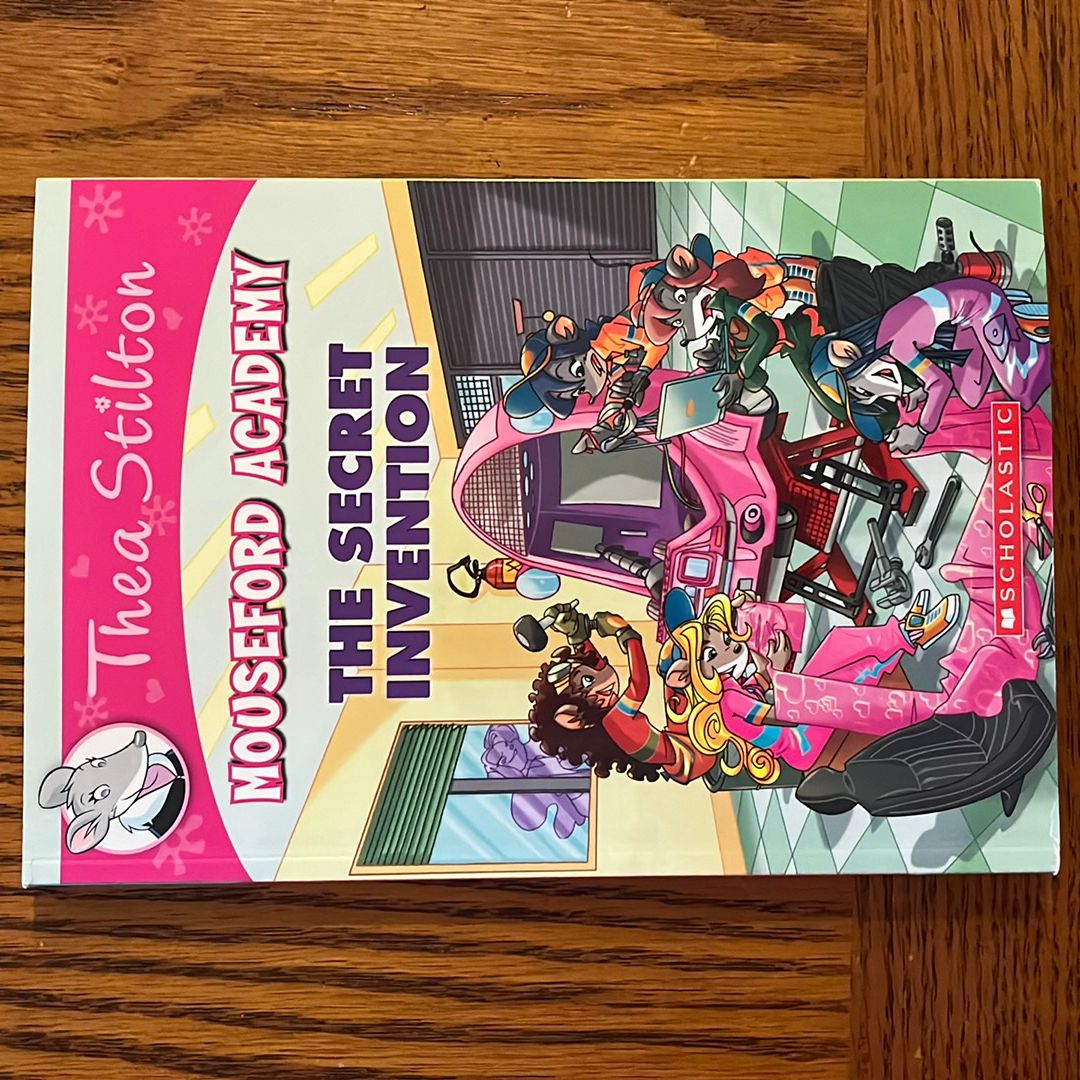 Thea Stilton
MOUSEFORD ACADEMY
THE SECRET
INVENTION
SCHOLASTIC